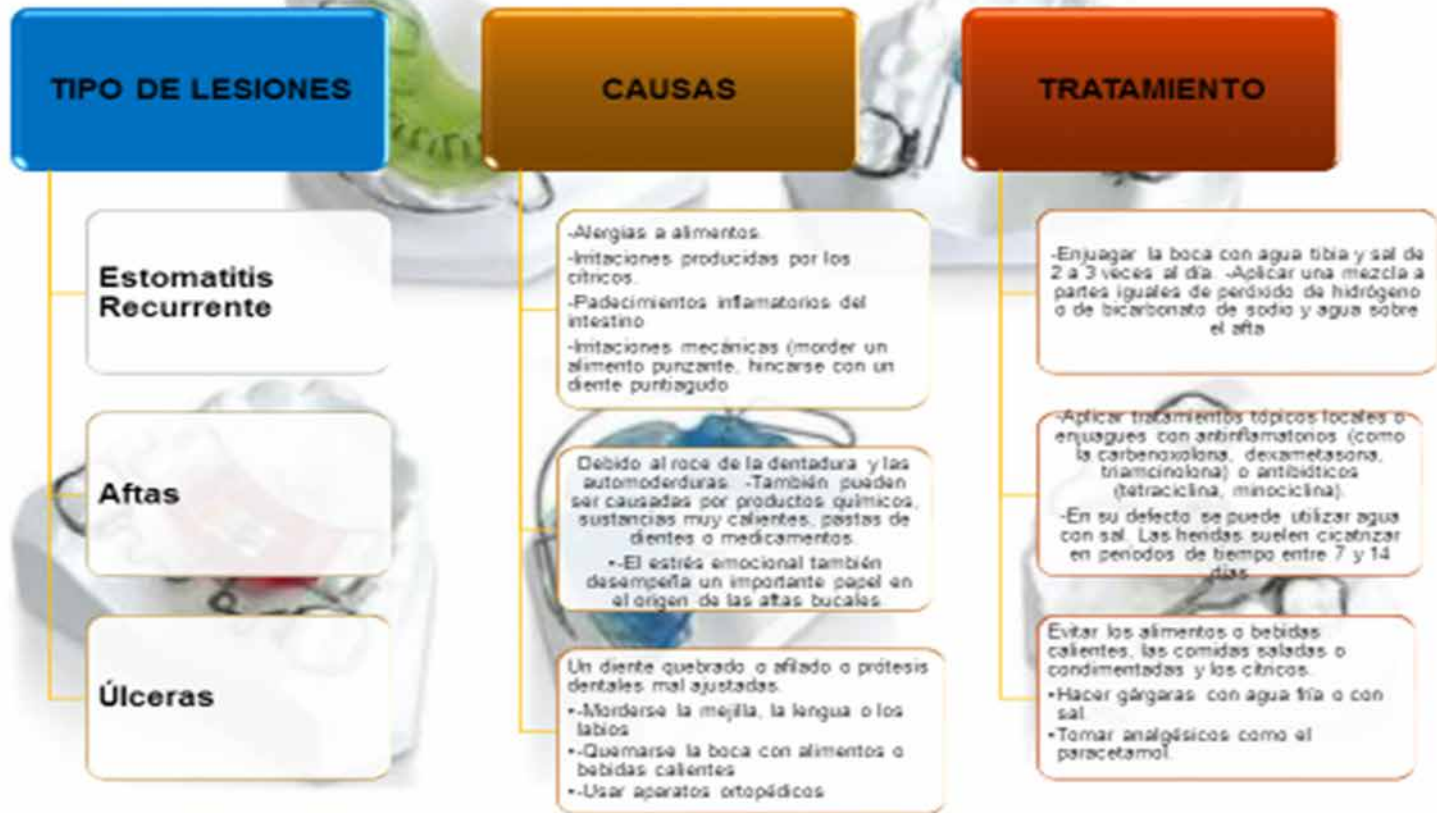 TIPO DE LESIONES
Estomatitis
Recurrente
Aftas
Úlceras
CAUSAS
-Alergias a alimentos.
-Irritaciones producidas por los
cítricos.
-Padecimientos inflamatorios del
intestino
-Irritaciones mecánicas (morder un
alimento punzante, hincarse con un
diente puntiagudo
Debido al roce de la dentadura y las
automoderduras. -También pueden
ser causadas por productos químicos,
sustancias muy calientes, pastas de
dientes o medicamentos.
•-El estrés emocional también
desempeña un importante papel en
el origen de las aftas bucales
Un diente quebrado o afilado o prótesis
dentales mal ajustadas.
•-Morderse la mejilla, la lengua o los
labios
•-Quemarse la boca con alimentos o
bebidas calientes
•-Usar aparatos ortopédicos
TRATAMIENTO
-Enjuagar la boca con agua tibia y sal de
2 a 3 veces al día. -Aplicar una mezcla a
partes iguales de peróxido de hidrógeno
o de bicarbonato de sodio y agua sobre
el afta
-Aplicar tratamientos tópicos locales o
enjuagues con antinflamatorios (como
la carbenoxolona, dexametasona,
triamcinolona) o antibióticos
(tetraciclina, minociclina).
-En su defecto se puede utilizar agua
con sal. Las heridas suelen cicatrizar
en periodos de tiempo entre 7 y 14
días
Evitar los alimentos o bebidas
calientes, las comidas saladas o
condimentadas y los cítricos.
•Hacer gárgaras con agua fría o con
sal
•Tomar analgésicos como el
paracetamol.